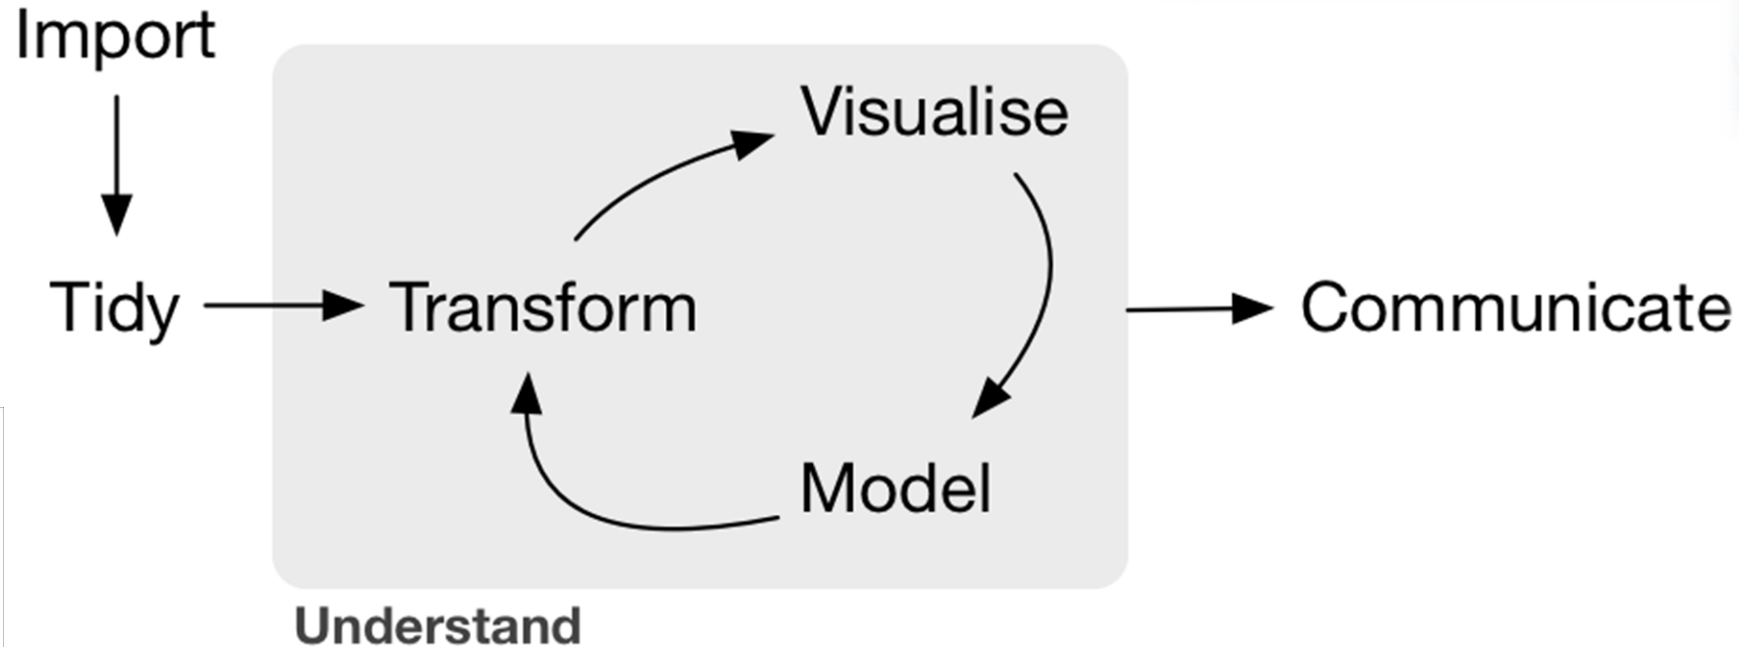 Import
Visualise
Tidy
Transform
Communicate
Model
Understand